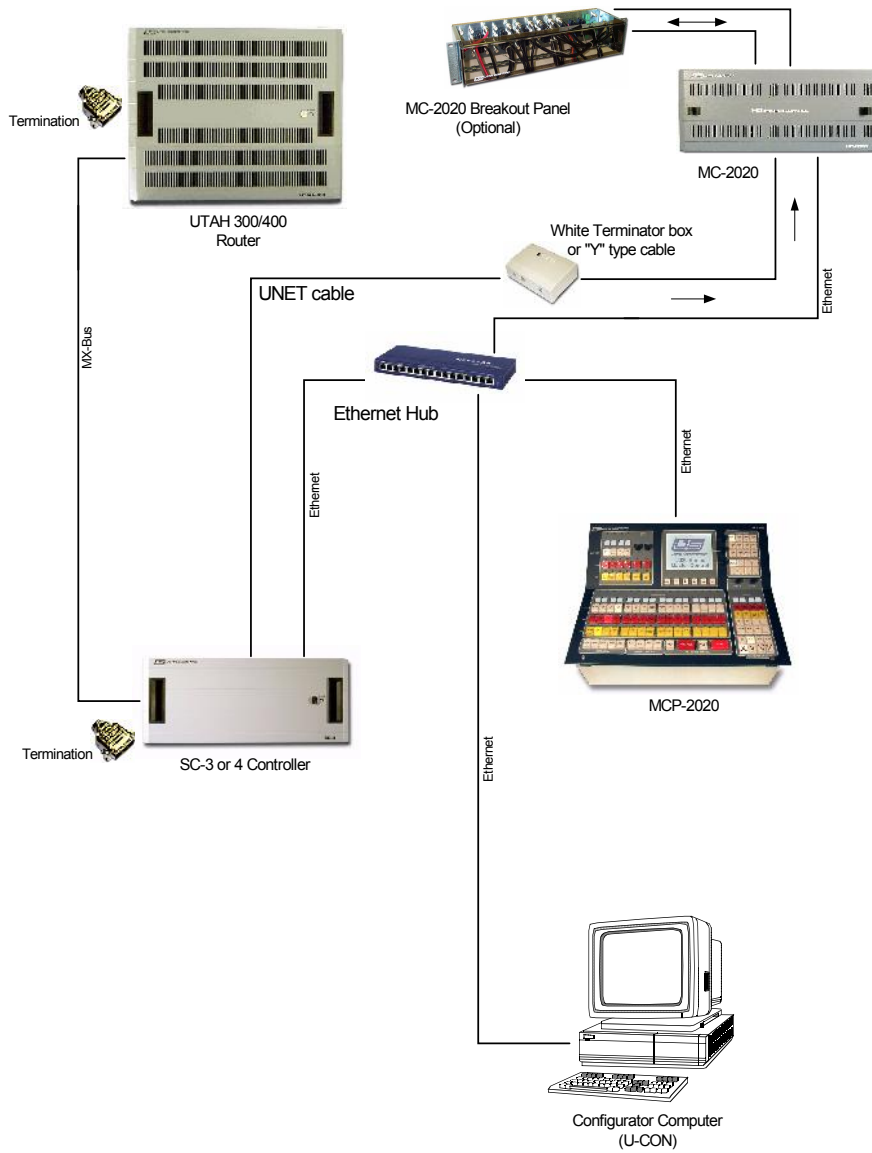 Termination
UTAH 300/400
Router
MC-2020 Breakout Panel
(Optional)
MC-2020
White Terminator box
or "Y" type cable
UNET cable
Ethernet
MX-Bus
Ethernet Hub
Ethernet
Ethernet
MCP-2020
Termination
SC-3 or 4 Controller
Ethernet
Configurator Computer
(U-CON)